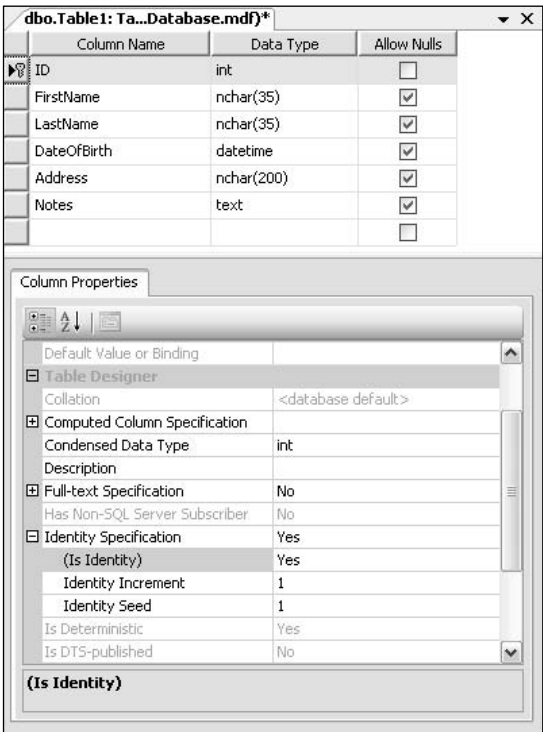 dbo.Table1: Ta...Database.mdf)*
Column Name Data Type Allow Nulls
ID int
FirstName nchar(35)
LastName nchar(35)
DateOfBirth datetime
Address nchar(200)
Notes text
Column Properties
Default Value or Binding
Table Designer
Collation <database default>
Computed Column Specification
Condensed Data Type int
Description
Full-text Specification No
Has Non-SQL Server Subscriber No
Identity Specification Yes
(Is Identity) Yes
Identity Increment 1
Identity Seed 1
Is Deterministic Yes
Is DTS-published No
(Is Identity)